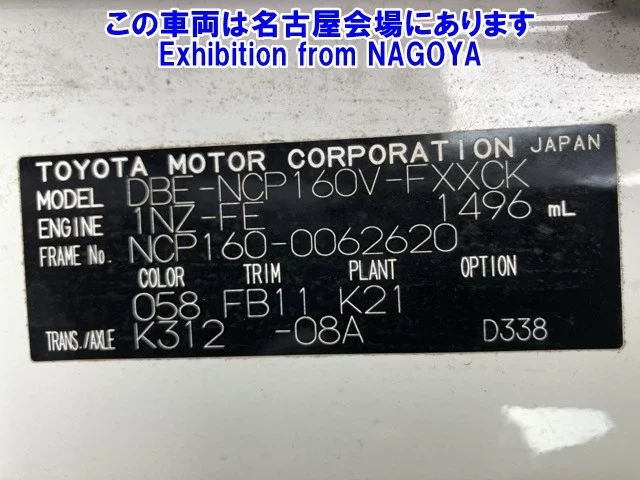 この車両は名古屋会場にあります
Exhibition from NAGOYA
TOYOTA MOTOR CORPORATION JAPAN
MODEL DBE-NCP160V-FXXCK
ENGINE 1NZ-FE 1496 mL
FRAME No. NCP160-0062620
COLOR TRIM PLANT OPTION
058 FB11 K21
TRANS./AXLE K312 -08A D338